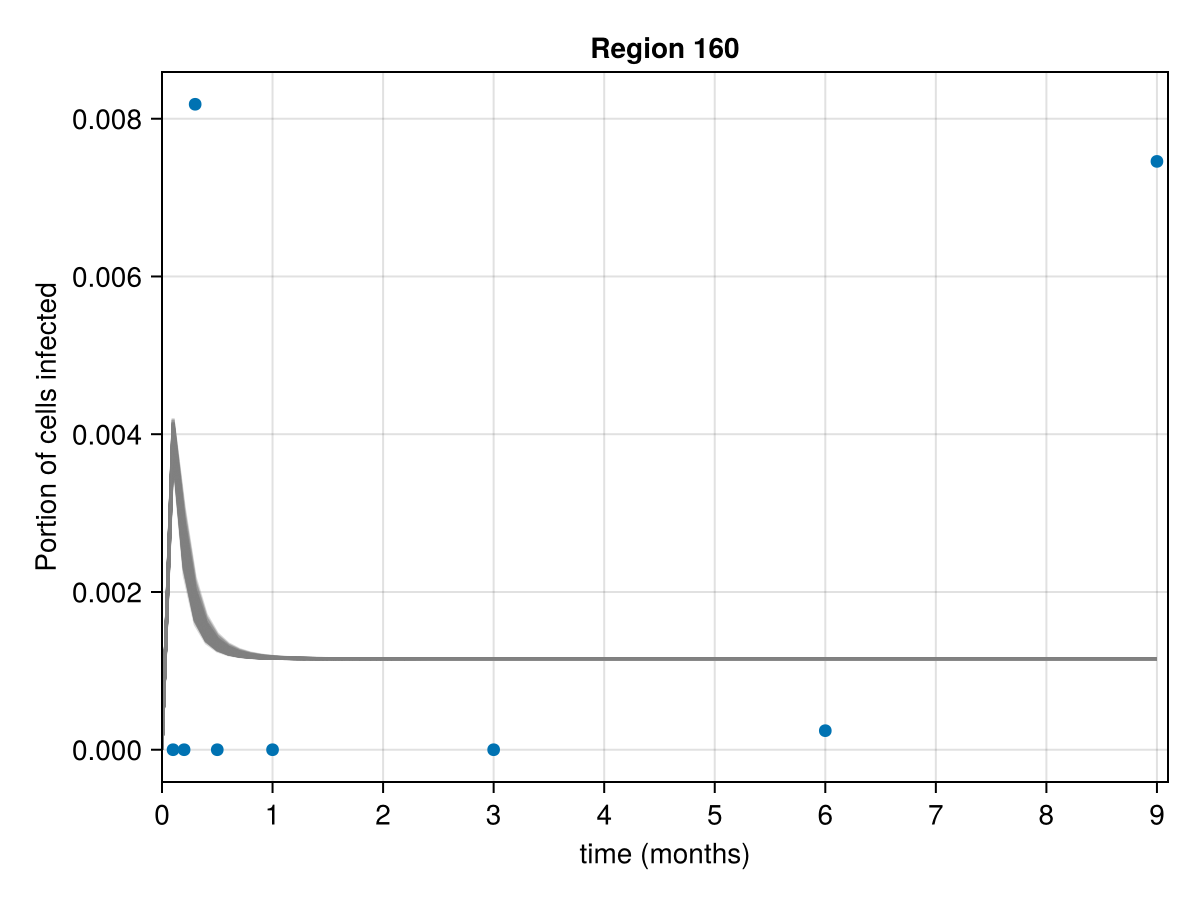 Region 160
Portion of cells infected
0.008
0.006
0.004
0.002
0.000
0 1 2 3 4 5 6 7 8 9
time (months)